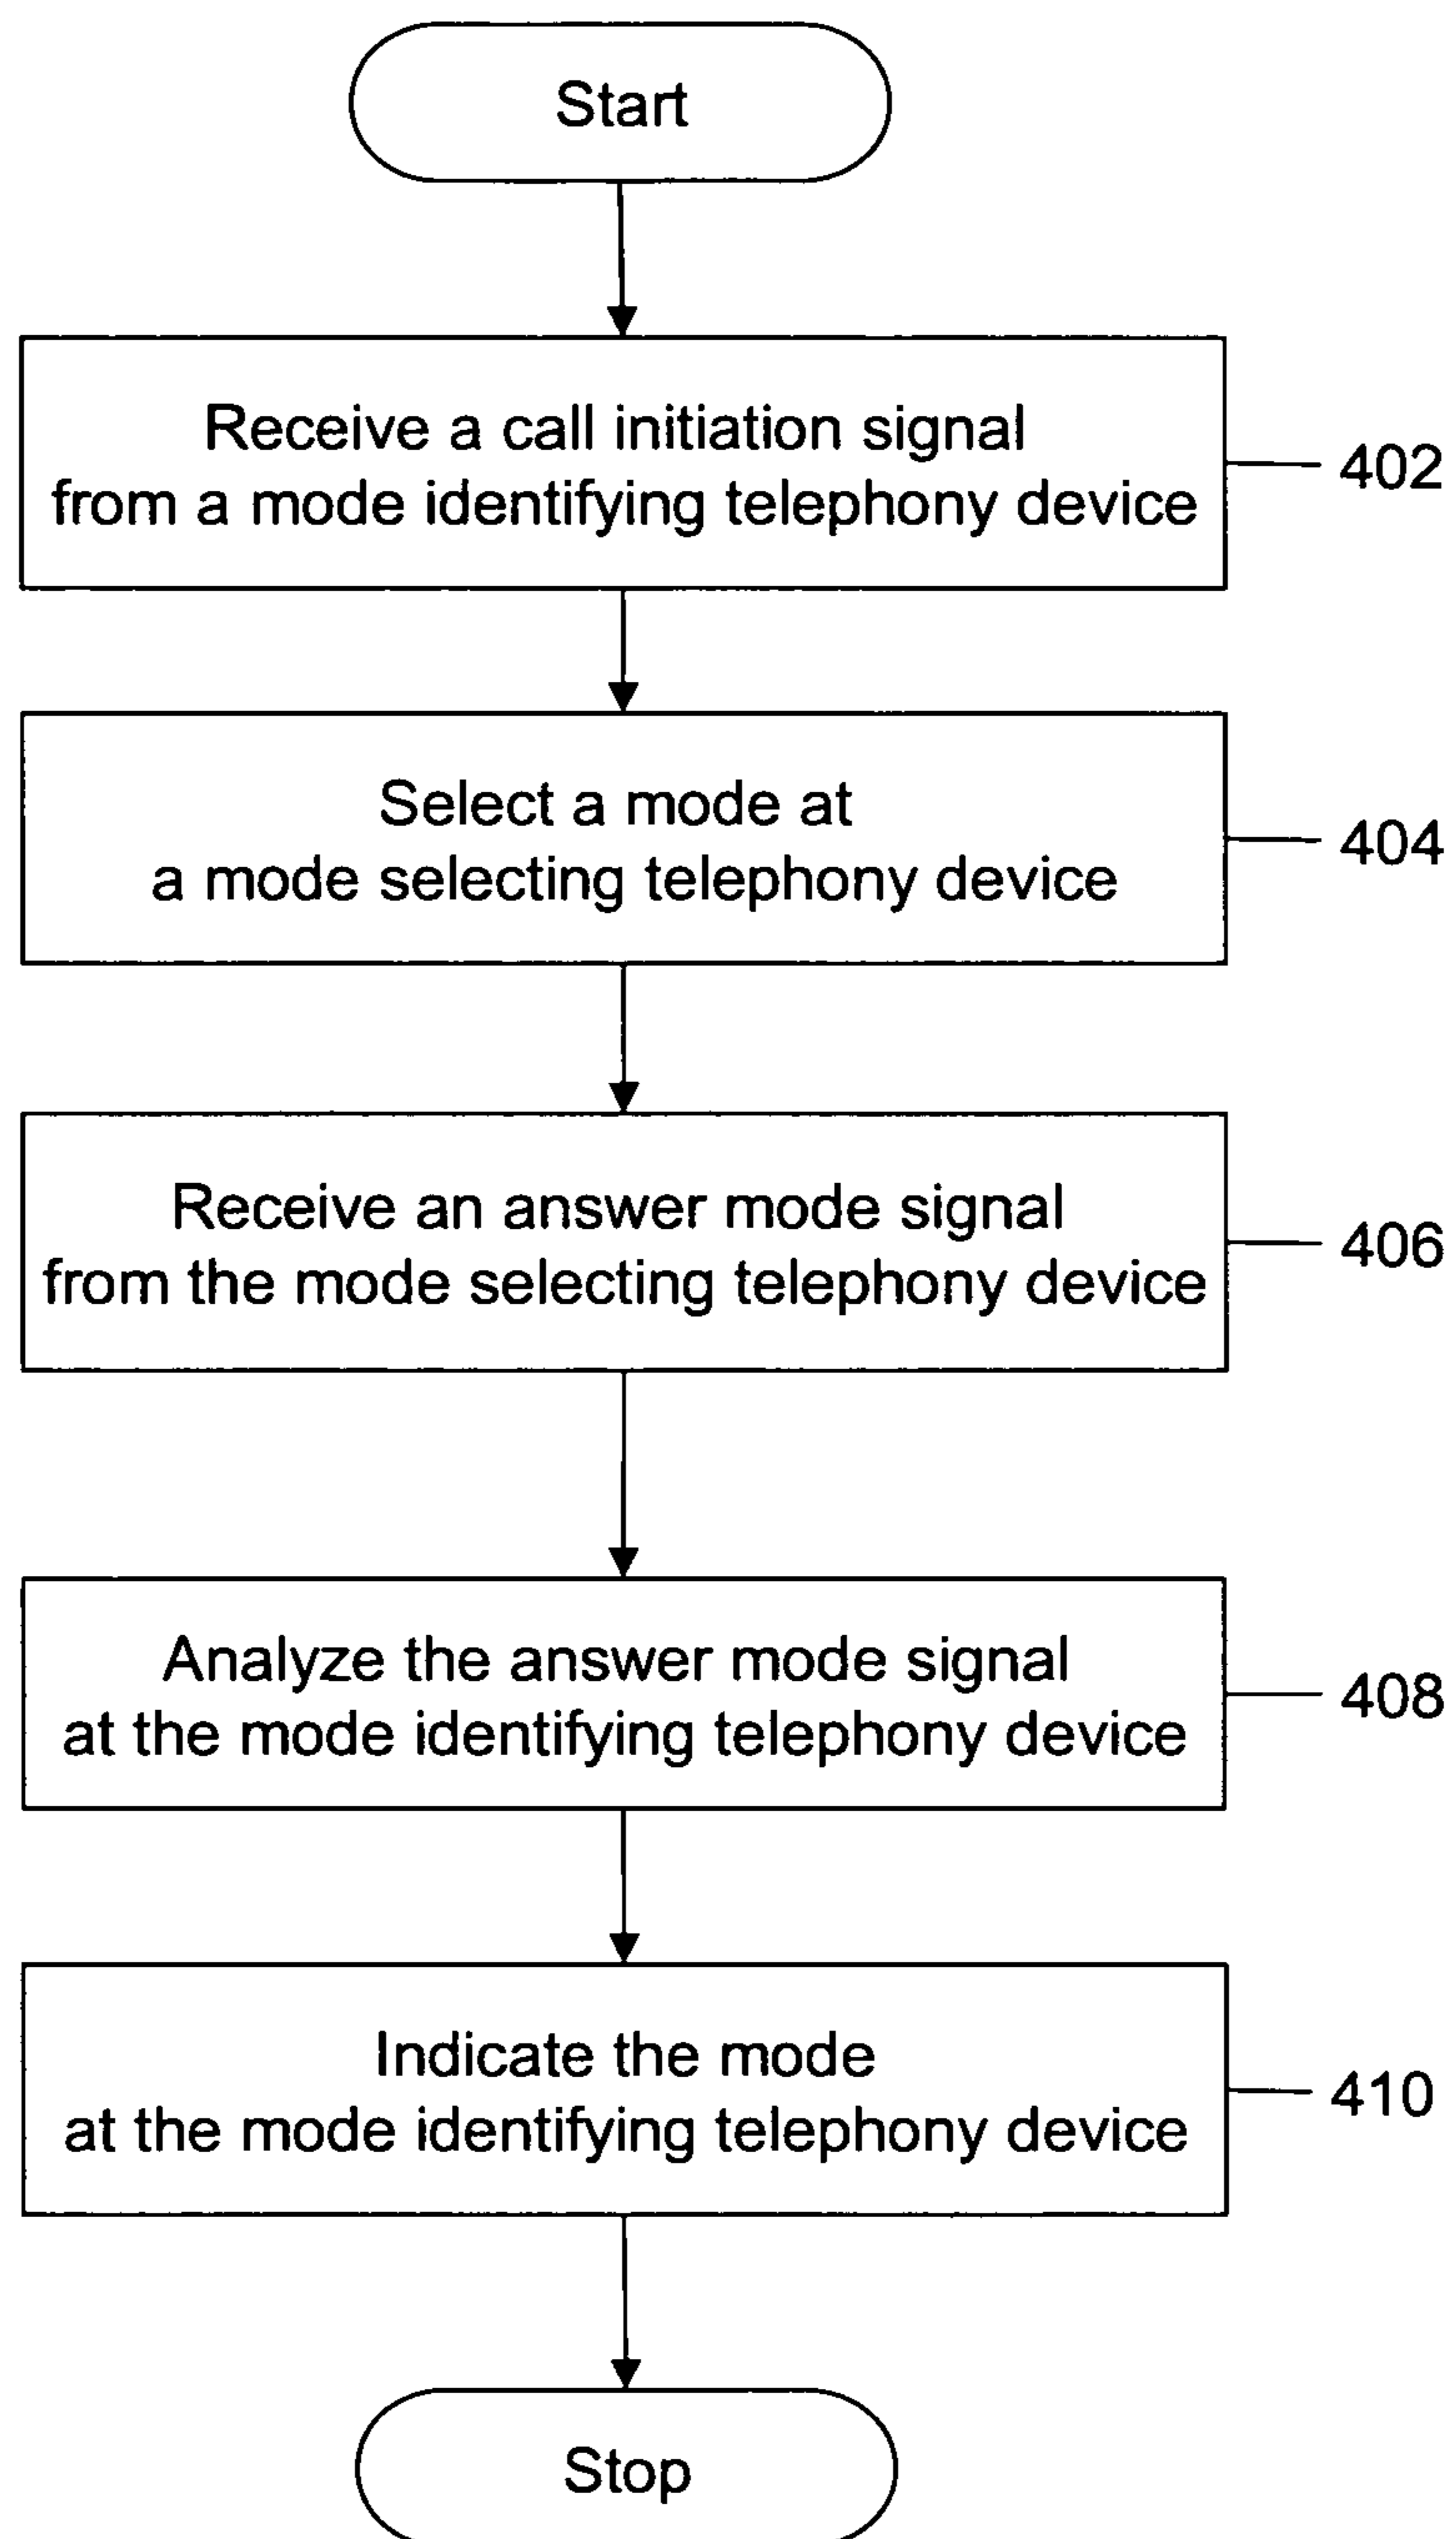 Start
Receive a call initiation signal
from a mode identifying telephony device
402
Select a mode at
a mode selecting telephony device
404
Receive an answer mode signal
from the mode selecting telephony device
406
Analyze the answer mode signal
at the mode identifying telephony device
408
Indicate the mode
at the mode identifying telephony device
410
Stop